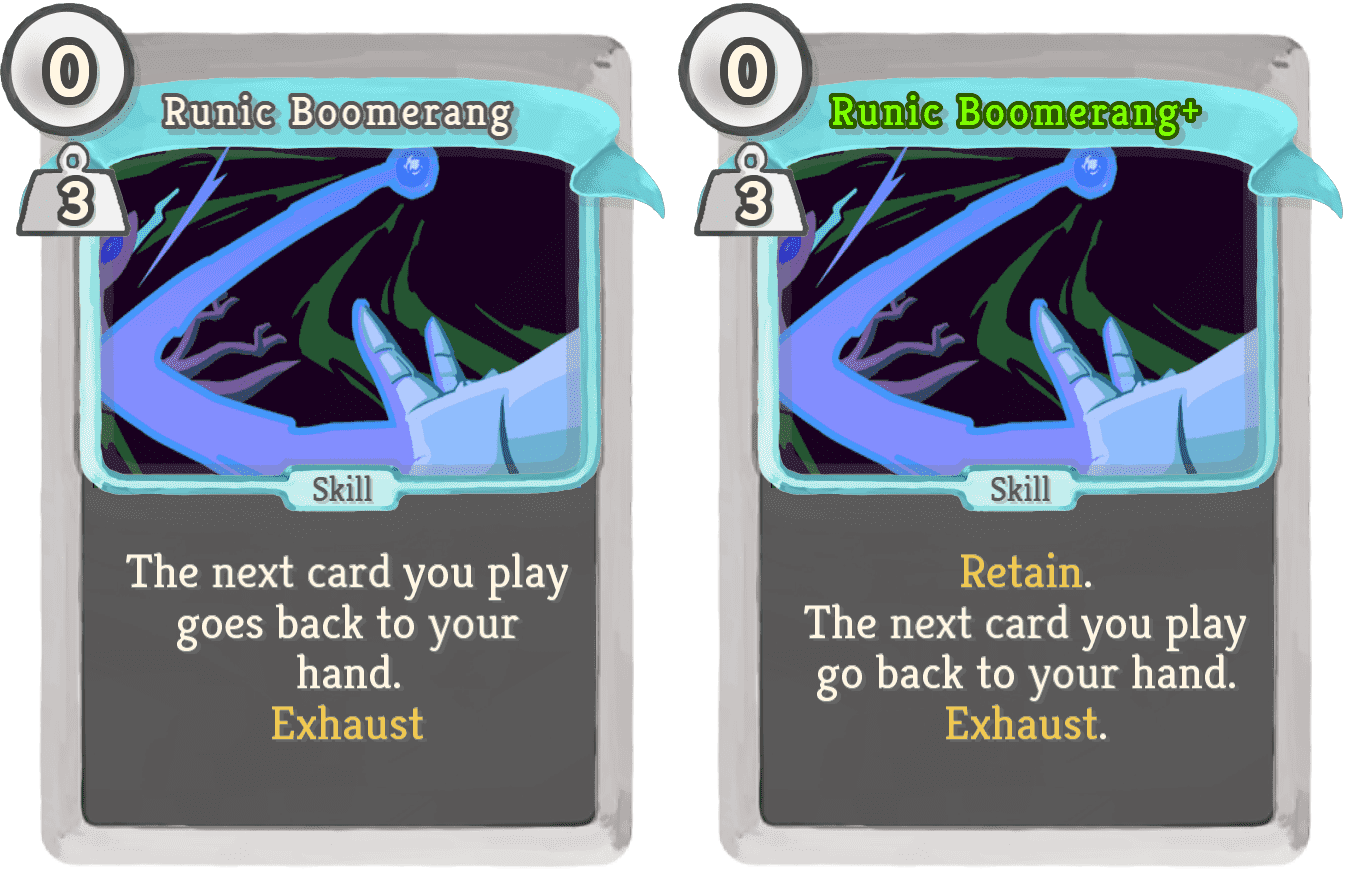 0
Runic Boomerang
3
Skill
The next card you play
goes back to your
hand.
Exhaust
0
Runic Boomerang+
3
Skill
Retain.
The next card you play
go back to your hand.
Exhaust.